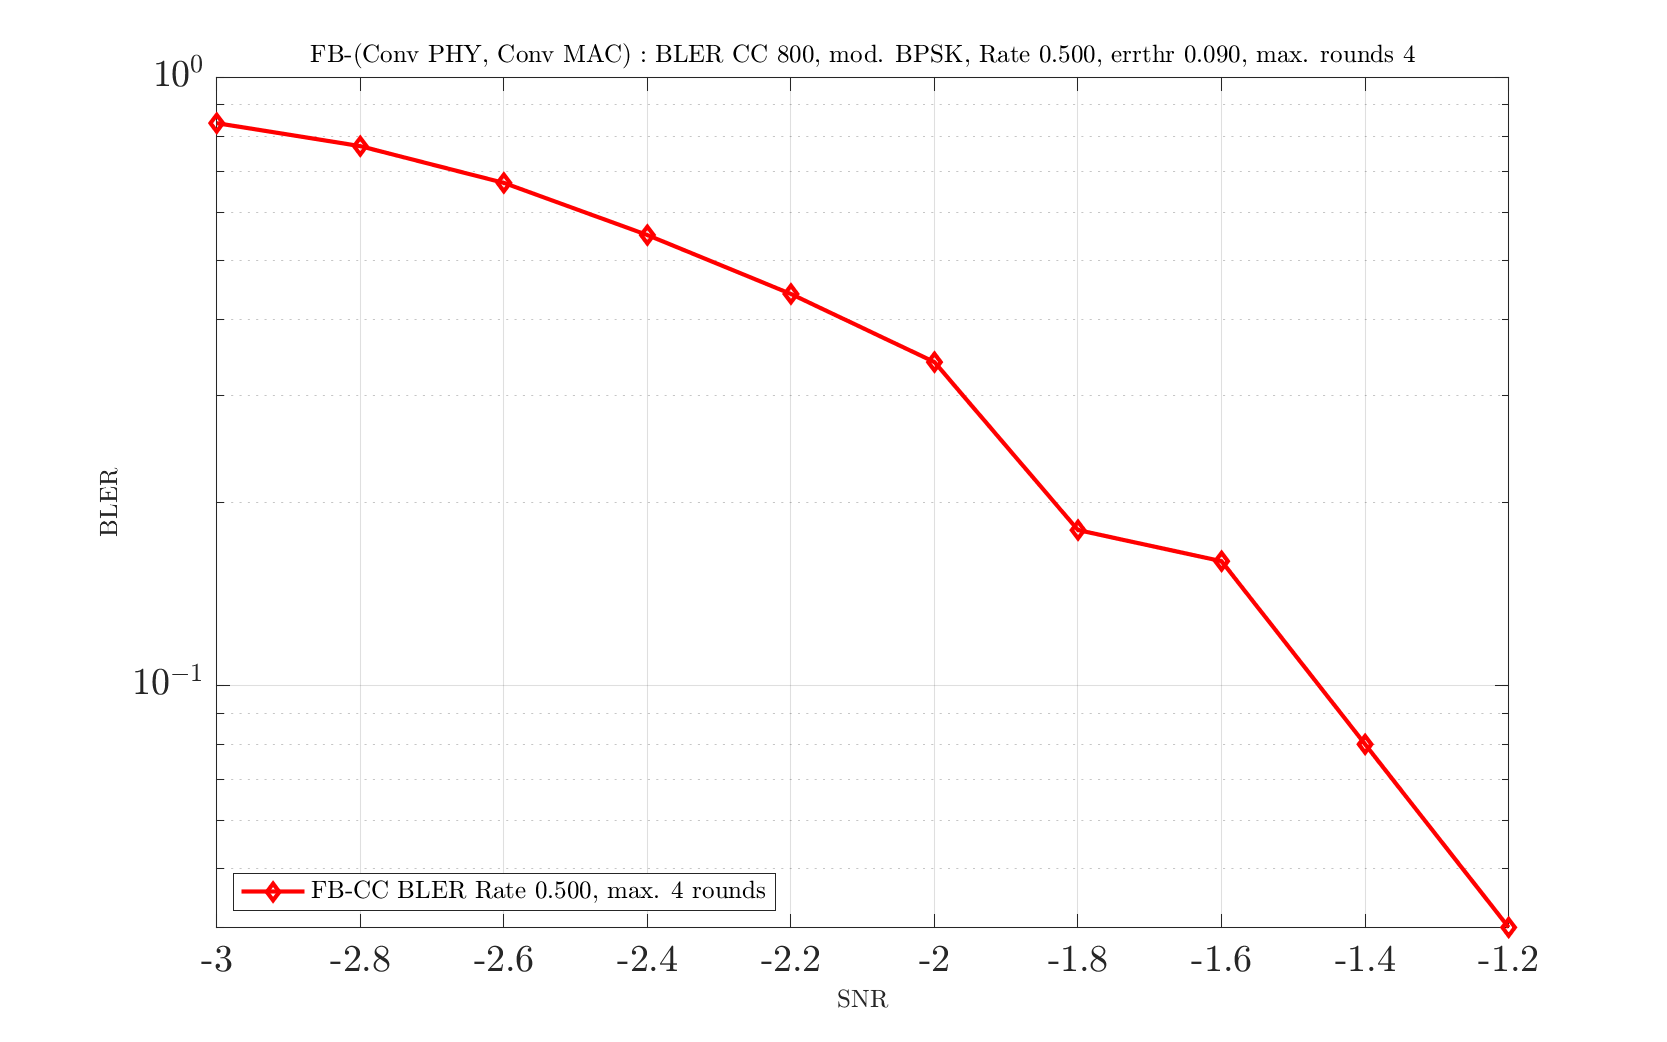 FB-(Conv PHY, Conv MAC) : BLER CC 800, mod. BPSK, Rate 0.500, errthr 0.090, max. rounds 4
10⁰
BLER
10⁻¹
FB-CC BLER Rate 0.500, max. 4 rounds
-3 -2.8 -2.6 -2.4 -2.2 -2 -1.8 -1.6 -1.4 -1.2
SNR